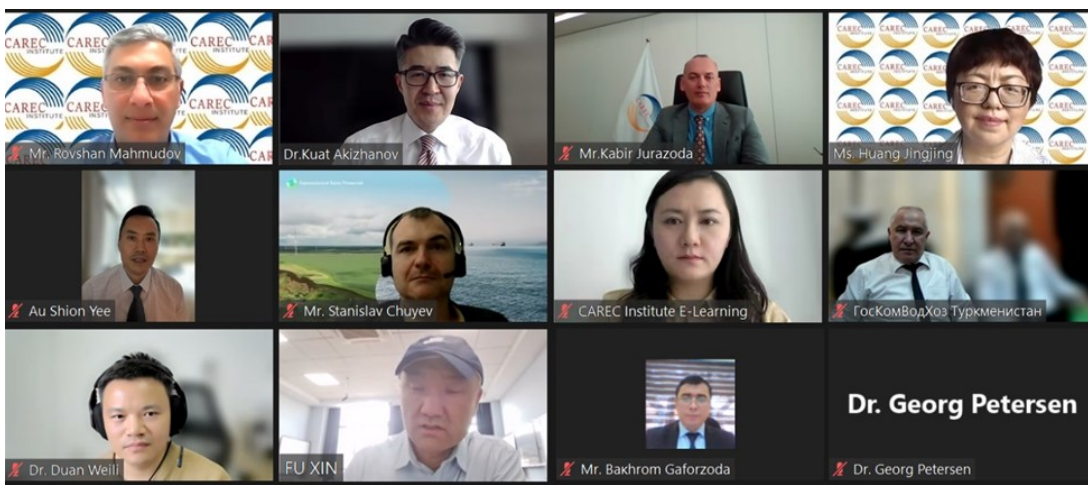 CAREC
INSTITUTE
Mr. Rovshan Mahmudov
Dr.Kuat Akizhanov
Mr.Kabir Jurazoda
CAREC
INSTITUTE
Ms. Huang Jingjing
Au Shion Yee
Mr. Stanislav Chuyev
CAREC Institute E-Learning
ГосКомВодХоз Туркменистан
Dr. Duan Weili
FU XIN
Mr. Bakhrom Gaforzoda
Dr. Georg Petersen
Dr. Georg Petersen